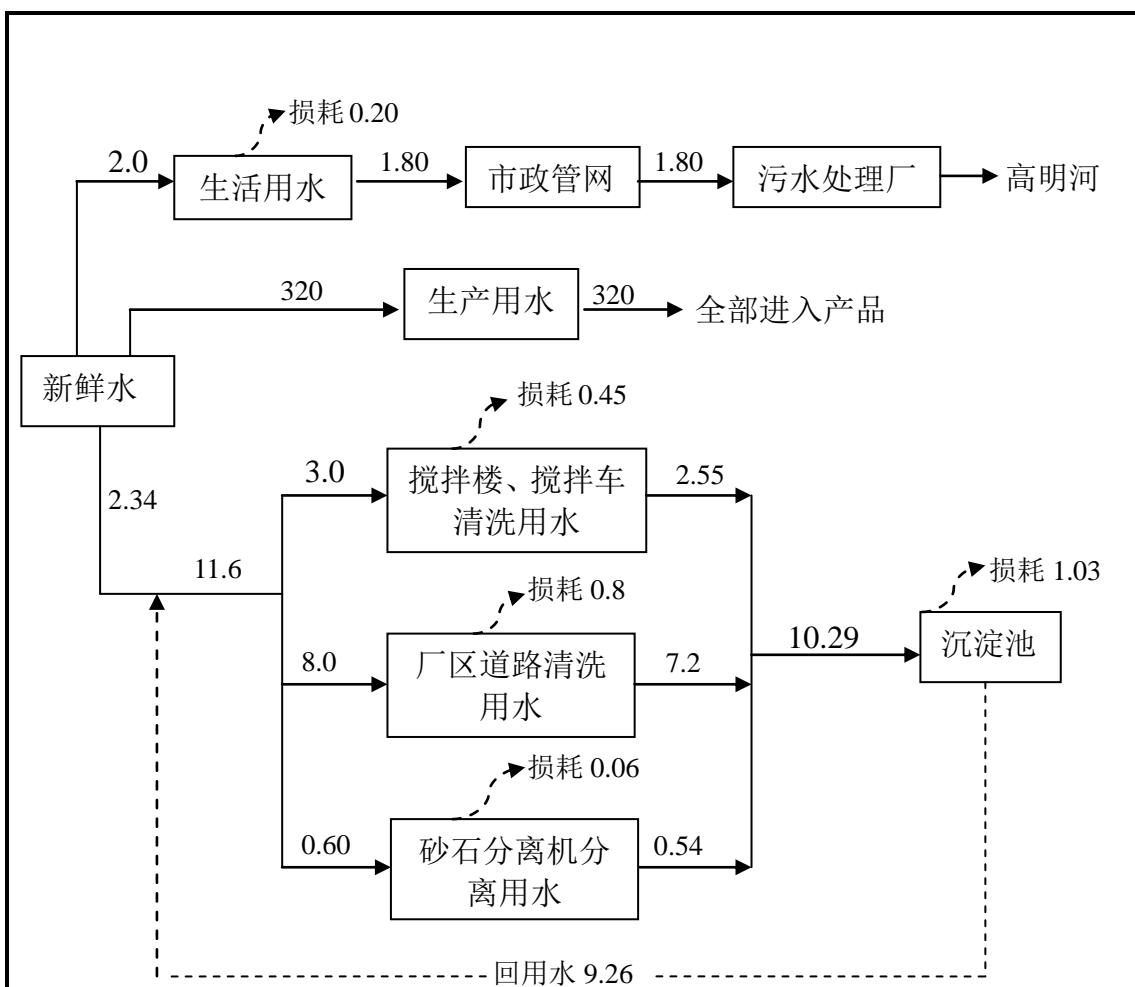 损耗 0.20
2.0
生活用水
1.80
市政管网
1.80
污水处理厂
高明河
320
生产用水
320
全部进入产品
新鲜水
损耗 0.45
2.34
3.0
搅拌楼、搅拌车
清洗用水
2.55
11.6
损耗 0.8
损耗 1.03
8.0
厂区道路清洗
用水
7.2
10.29
沉淀池
损耗 0.06
0.60
砂石分离机分
离用水
0.54
回用水 9.26